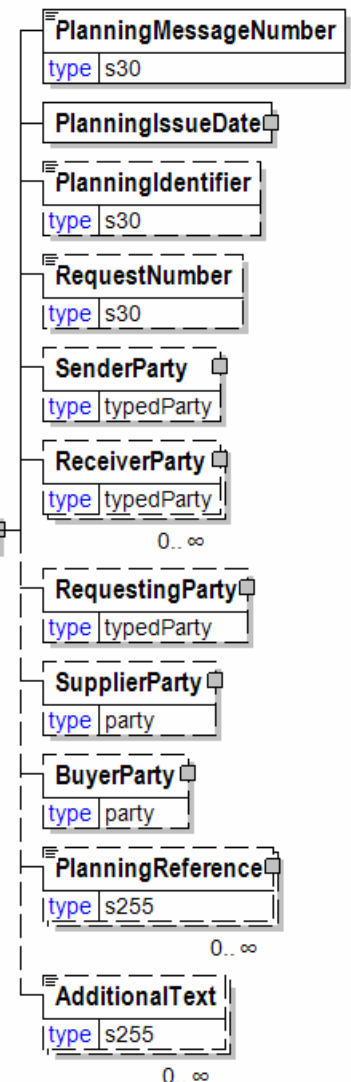 PlanningMessageNumber
type s30
PlanningIssueDate
PlanningIdentifier
type s30
RequestNumber
type s30
SenderParty
type typedParty
ReceiverParty
type typedParty
0.. ∞
RequestingParty
type typedParty
SupplierParty
type party
BuyerParty
type party
PlanningReference
type s255
0.. ∞
AdditionalText
type s255
0.. ∞